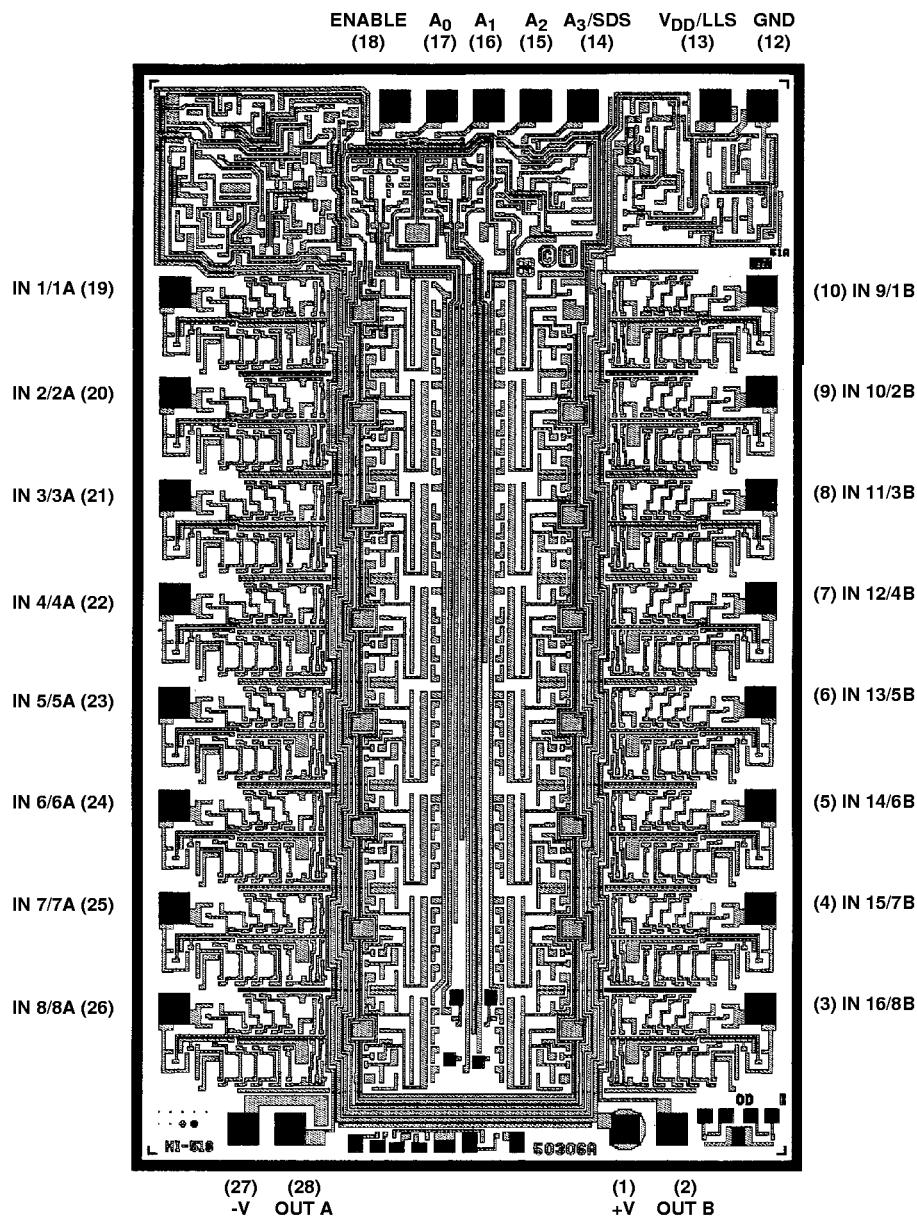 ENABLE A0 A1 A2 A3/SDS VDD/LLS GND
(18) (17) (16) (15) (14) (13) (12)
IN 1/1A (19)
(10) IN 9/1B
IN 2/2A (20)
(9) IN 10/2B
IN 3/3A (21)
(8) IN 11/3B
IN 4/4A (22)
(7) IN 12/4B
IN 5/5A (23)
(6) IN 13/5B
IN 6/6A (24)
(5) IN 14/6B
IN 7/7A (25)
(4) IN 15/7B
IN 8/8A (26)
(3) IN 16/8B
HI-516
50306A
(27) (28) (1) (2)
-V OUT A +V OUT B